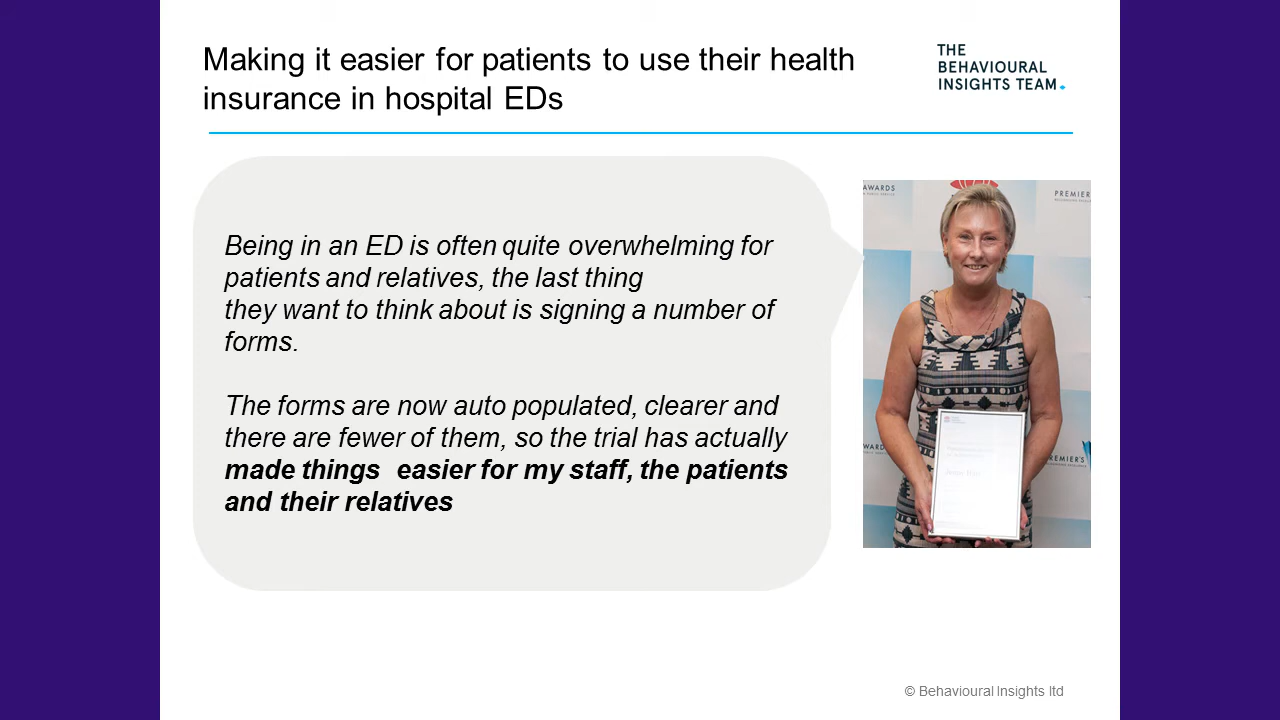 Making it easier for patients to use their health
insurance in hospital EDs
THE
BEHAVIOURAL
INSIGHTS TEAM.
Being in an ED is often quite overwhelming for
patients and relatives, the last thing
they want to think about is signing a number of
forms.
The forms are now auto populated, clearer and
there are fewer of them, so the trial has actually
made things easier for my staff, the patients
and their relatives
AWARDS
PREMIER
PREMIER'S
© Behavioural Insights ltd